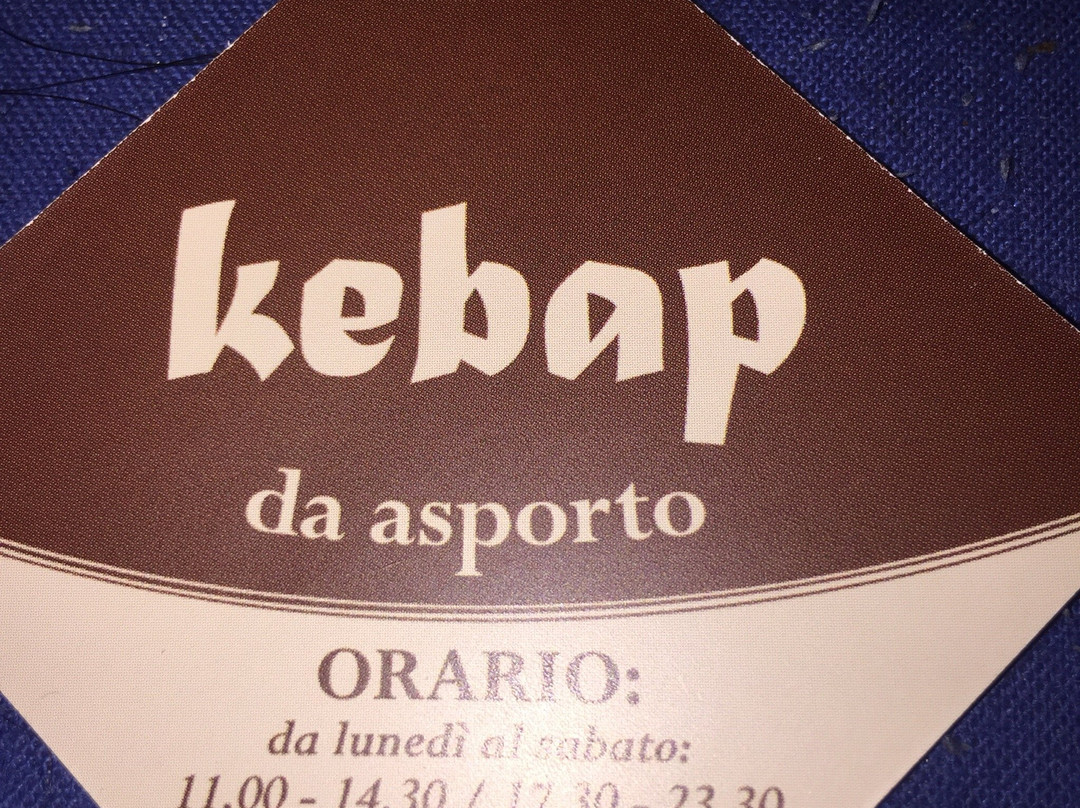 kebap
da asporto
ORARIO:
da lunedì al sabato:
11.00 - 14.30 / 17.30 - 23.30